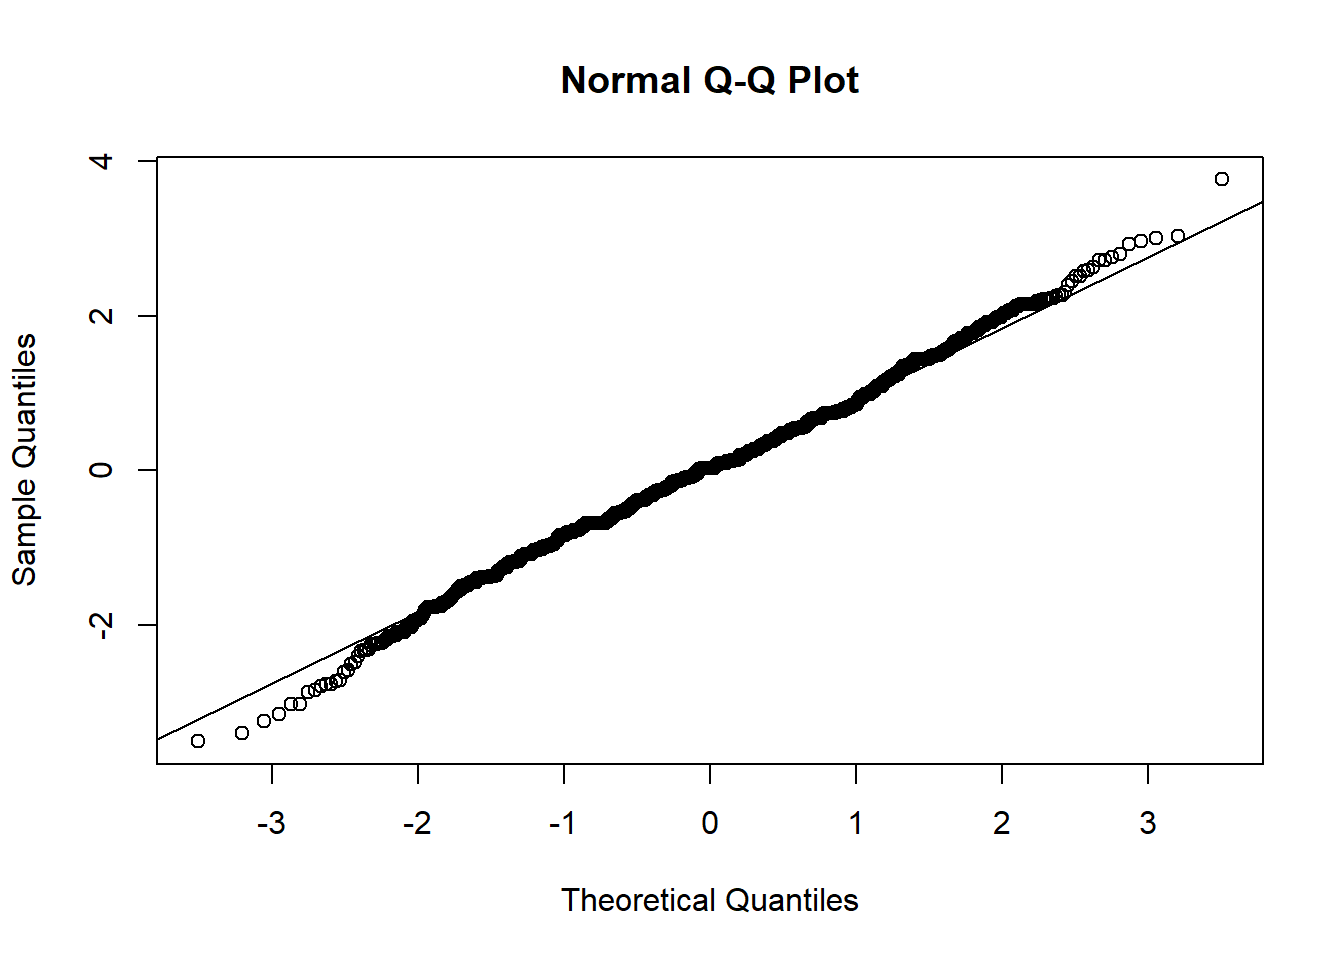 Normal Q-Q Plot
4
2
0
-2
Sample Quantiles
-3 -2 -1 0 1 2 3
Theoretical Quantiles